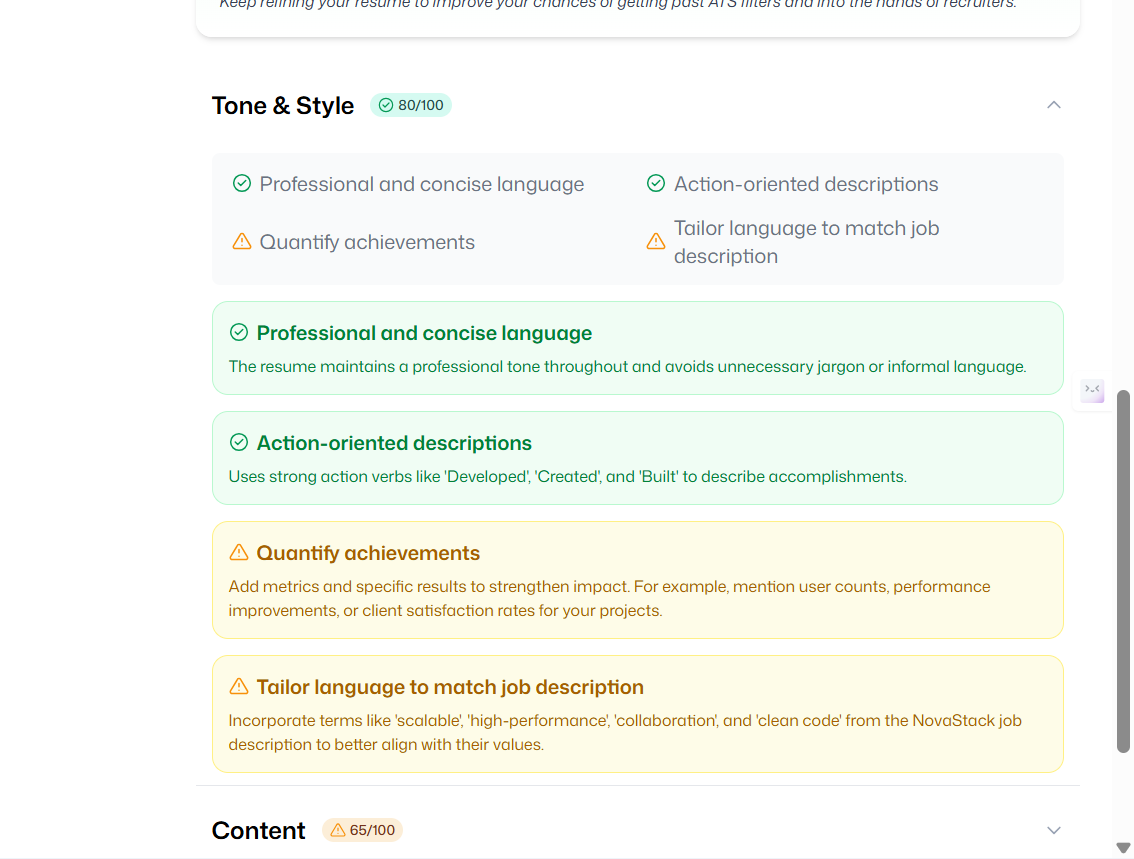 Keep refining your resume to improve your chances of getting past ATS filters and into the hands of recruiters.
Tone & Style
80/100
Professional and concise language
Action-oriented descriptions
Quantify achievements
Tailor language to match job
description
Professional and concise language
The resume maintains a professional tone throughout and avoids unnecessary jargon or informal language.
Action-oriented descriptions
Uses strong action verbs like 'Developed', 'Created', and 'Built' to describe accomplishments.
Quantify achievements
Add metrics and specific results to strengthen impact. For example, mention user counts, performance
improvements, or client satisfaction rates for your projects.
Tailor language to match job description
Incorporate terms like 'scalable', 'high-performance', 'collaboration', and 'clean code' from the NovaStack job
description to better align with their values.
Content
65/100